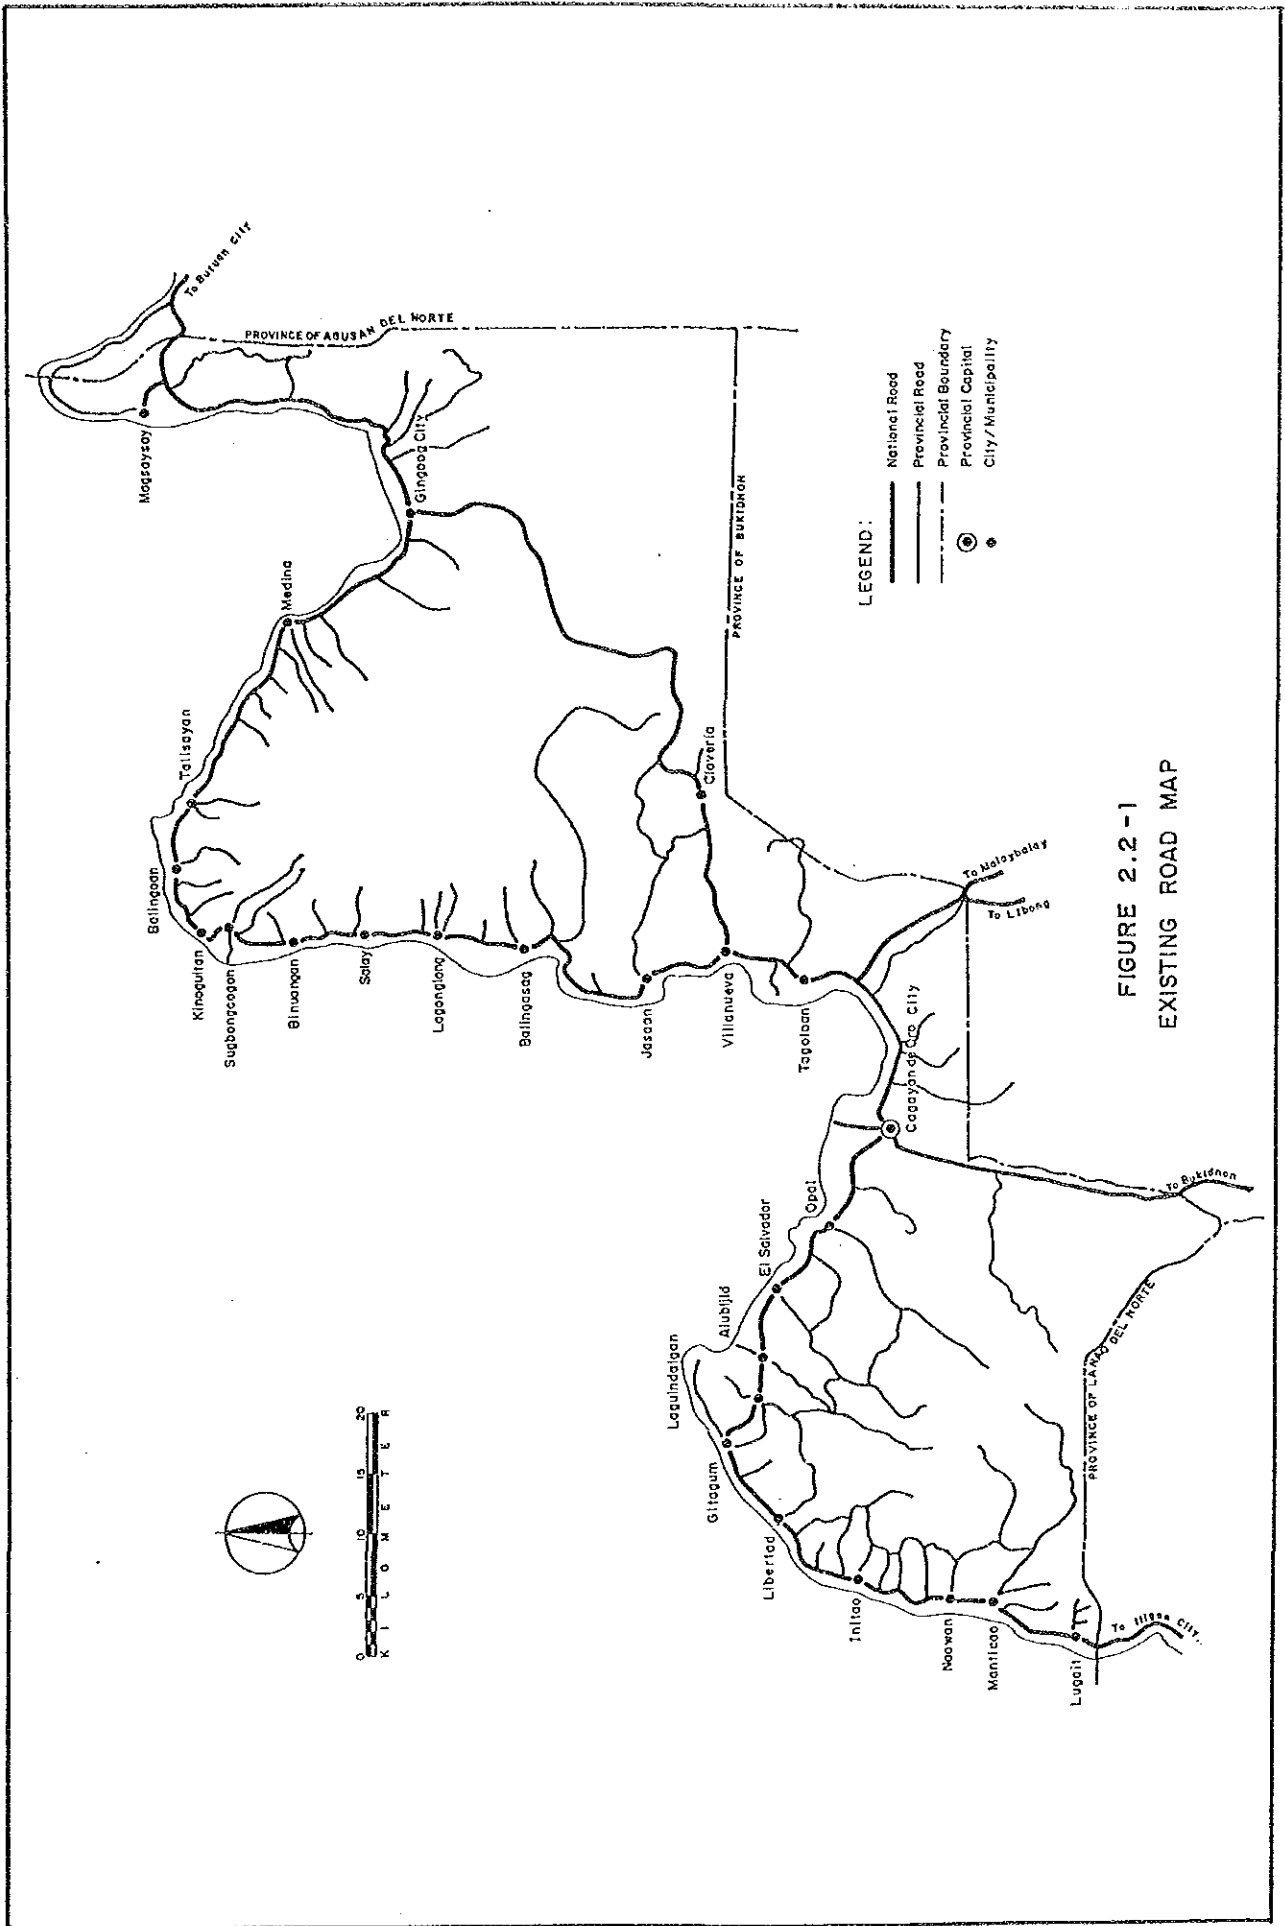 To Butuan City
PROVINCE OF AGUSAN DEL NORTE
Magsaysay
Gingoog City
Medina
Talisayan
Balingoan
Kinoguitan
Sugbongcogon
Binuangan
Salay
Lagonglong
Balingasag
Jasaan
Villanueva
Tagoloan
Claveria
PROVINCE OF BUKIDNON
LEGEND:
National Road
Provincial Road
Provincial Boundary
Provincial Capital
City/Municipality
To Malaybalay
To Libong
Cagayan de Oro City
Opol
El Salvador
Alubijid
Laguindaigan
Gitagum
Libertad
Initao
Naawan
Manticao
Lugait
To Iligan City
To Bukidnon
PROVINCE OF LANAO DEL NORTE
0 5 10 15 20
KILOMETER
FIGURE 2.2-1
EXISTING ROAD MAP